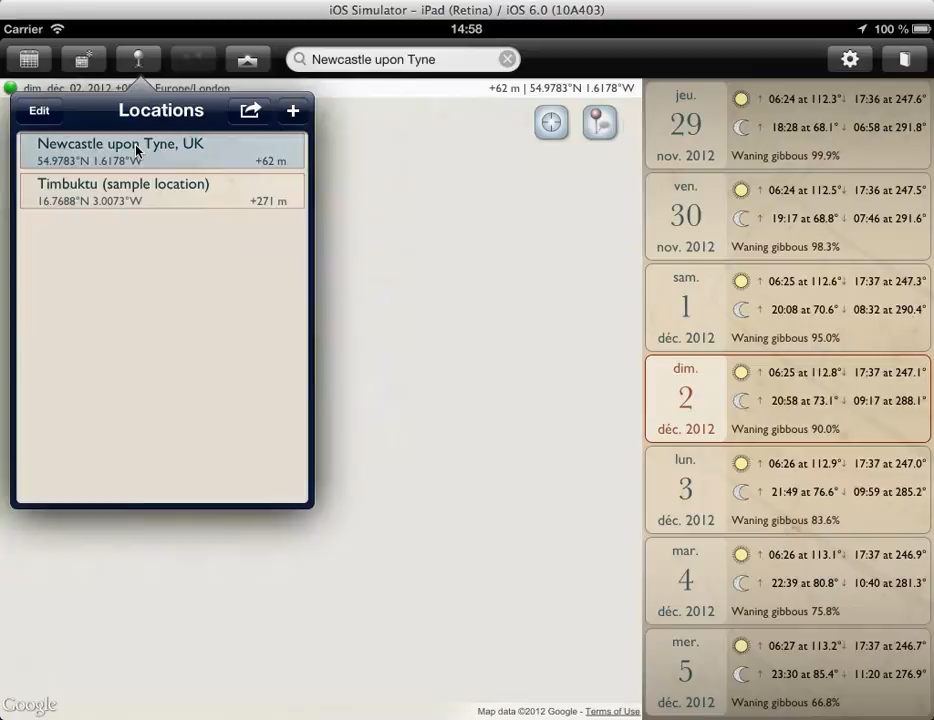 iOS Simulator – iPad (Retina) / iOS 6.0 (10A403)
Carrier 14:58 100 %
Newcastle upon Tyne
dim. déc. 02, 2012 Europe/London +62 m | 54.9783°N 1.6178°W
Edit Locations +
Newcastle upon Tyne, UK
54.9783°N 1.6178°W +62 m
Timbuktu (sample location)
16.7688°N 3.0073°W +271 m
jeu.
29
nov. 2012
↑ 06:24 at 112.3° ↓ 17:36 at 247.6°
↑ 18:28 at 68.1° ↓ 06:58 at 291.8°
Waning gibbous 99.9%
ven.
30
nov. 2012
↑ 06:24 at 112.5° ↓ 17:36 at 247.5°
↑ 19:17 at 68.8° ↓ 07:46 at 291.6°
Waning gibbous 98.3%
sam.
1
déc. 2012
↑ 06:25 at 112.6° ↓ 17:37 at 247.3°
↑ 20:08 at 70.6° ↓ 08:32 at 290.4°
Waning gibbous 95.0%
dim.
2
déc. 2012
↑ 06:25 at 112.8° ↓ 17:37 at 247.1°
↑ 20:58 at 73.1° ↓ 09:17 at 288.1°
Waning gibbous 90.0%
lun.
3
déc. 2012
↑ 06:26 at 112.9° ↓ 17:37 at 247.0°
↑ 21:49 at 76.6° ↓ 09:59 at 285.2°
Waning gibbous 83.6%
mar.
4
déc. 2012
↑ 06:26 at 113.1° ↓ 17:37 at 246.9°
↑ 22:39 at 80.8° ↓ 10:40 at 281.3°
Waning gibbous 75.8%
mer.
5
déc. 2012
↑ 06:27 at 113.2° ↓ 17:37 at 246.7°
↑ 23:30 at 85.4° ↓ 11:20 at 276.9°
Waning gibbous 66.8%
Google
Map data ©2012 Google - Terms of Use